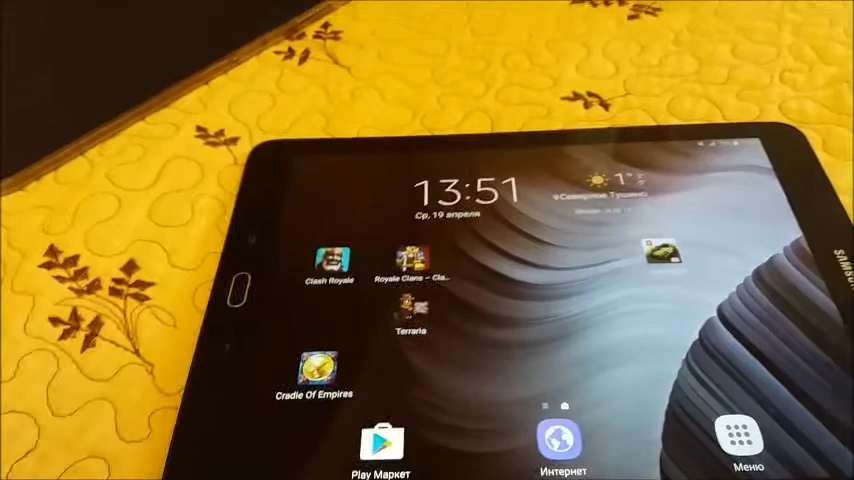 13:51
Ср, 19 апреля
1°
Северное Тушино
SAMSUNG
Clash Royale
Royale Clans – Cla...
Terraria
Cradle Of Empires
Play Маркет
Интернет
Меню